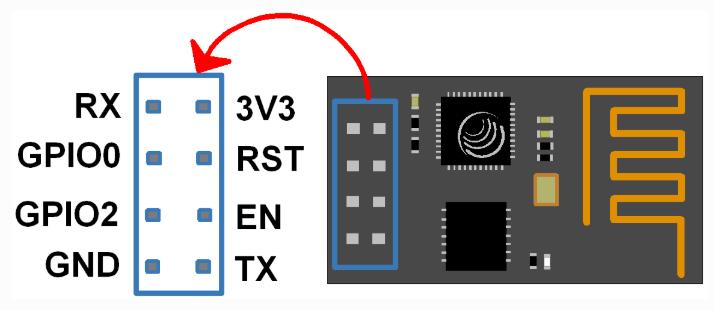 RX 3V3
GPIO0 RST
GPIO2 EN
GND TX